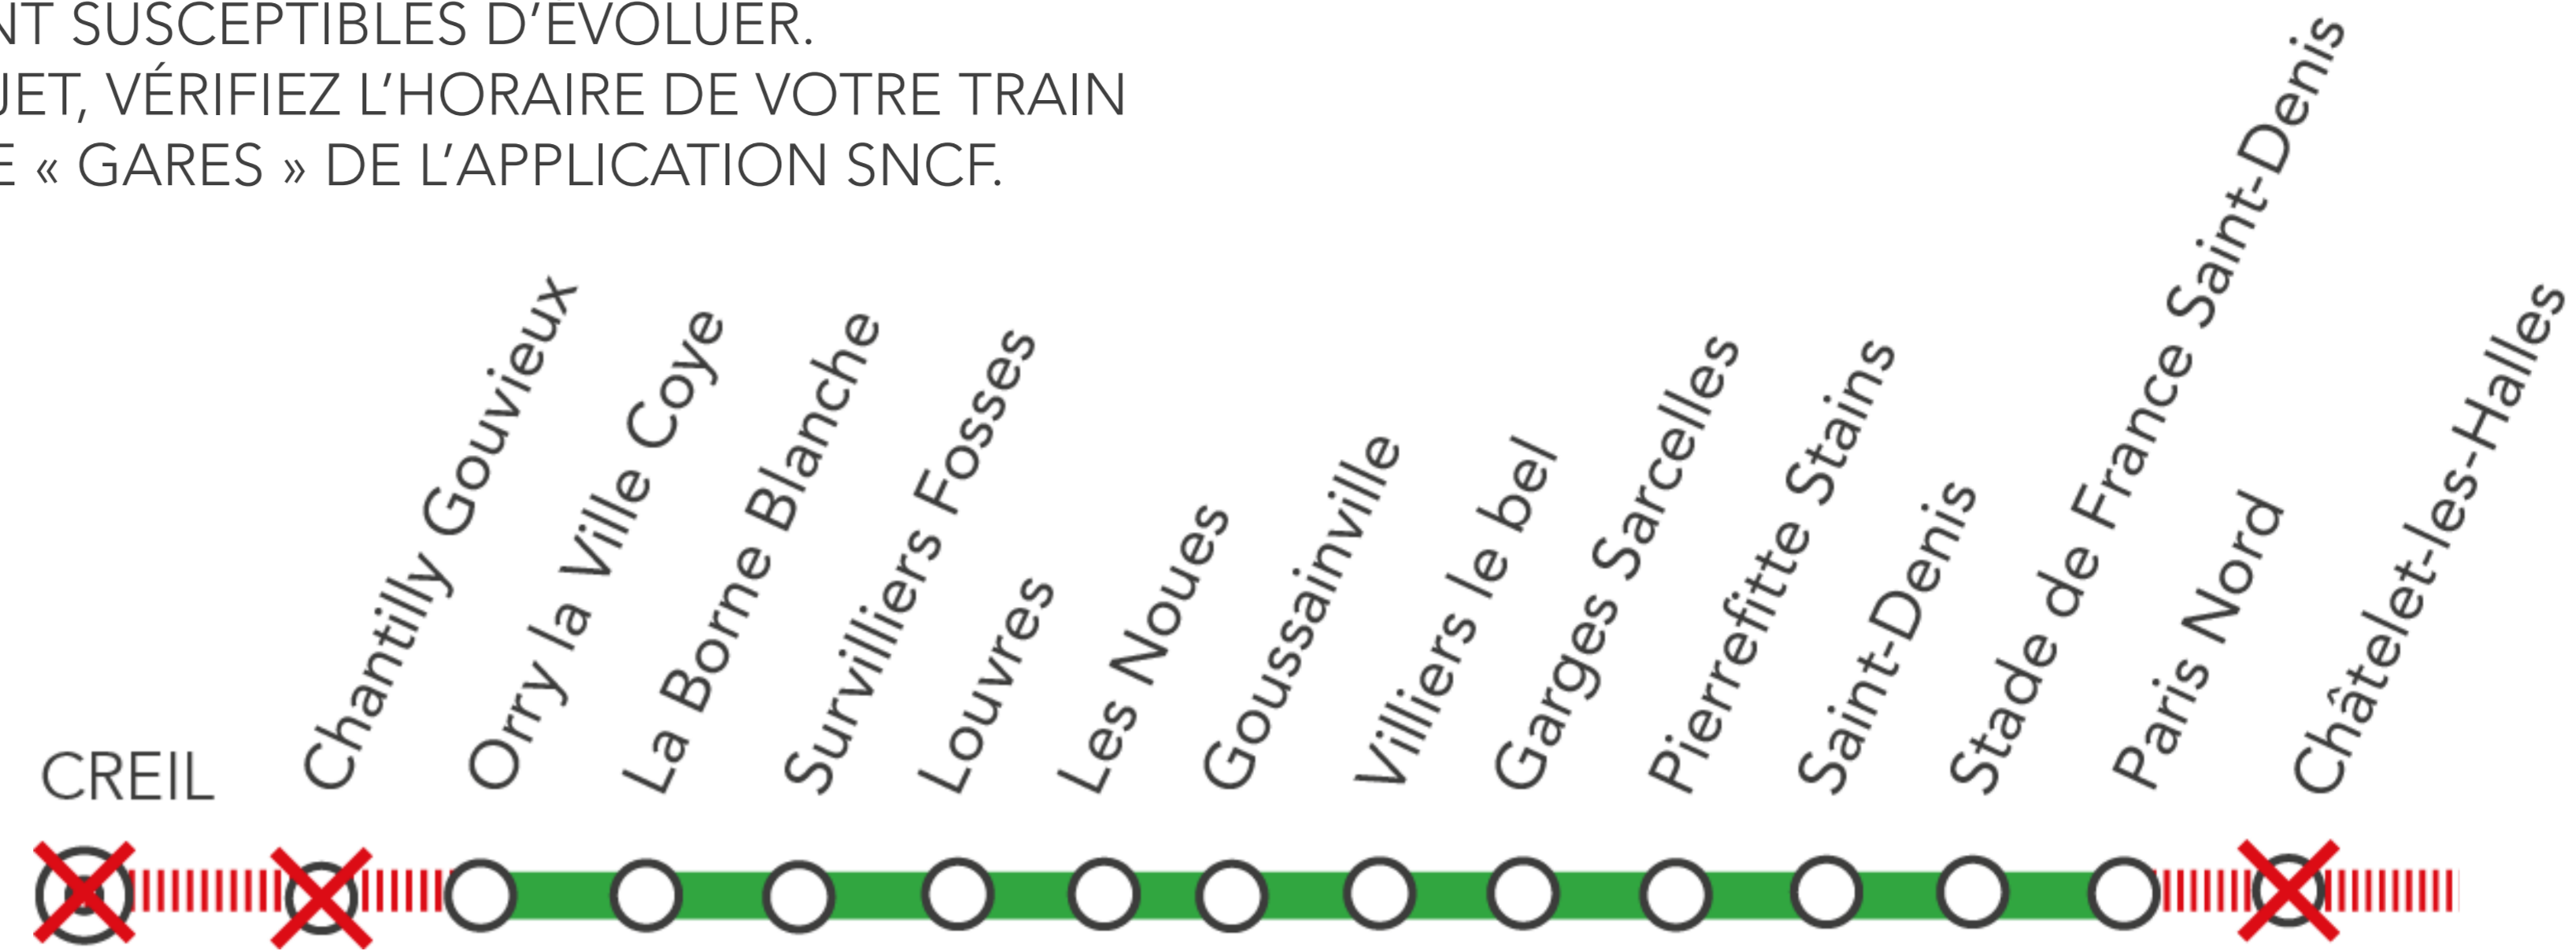 NT SUSCEPTIBLES D’EVOLUER.
JET, VÉRIFIEZ L’HORAIRE DE VOTRE TRAIN
E « GARES » DE L’APPLICATION SNCF.
CREIL
Chantilly Gouvieux
Orry la Ville Coye
La Borne Blanche
Survilliers Fosses
Louvres
Les Noues
Goussainville
Villiers le bel
Garges Sarcelles
Pierrefitte Stains
Saint-Denis
Stade de France Saint-Denis
Paris Nord
Châtelet-les-Halles